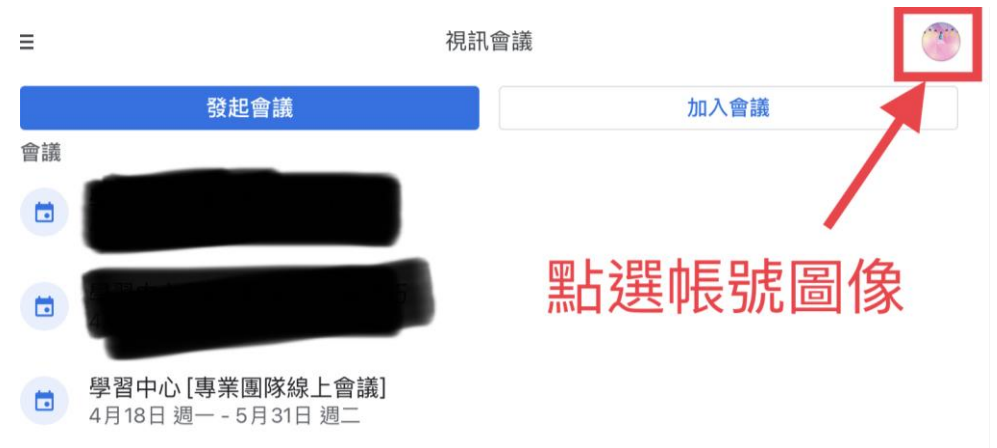 視訊會議
發起會議
加入會議
會議
點選帳號圖像
學習中心 [專業團隊線上會議]
4月18日 週一 - 5月31日 週二